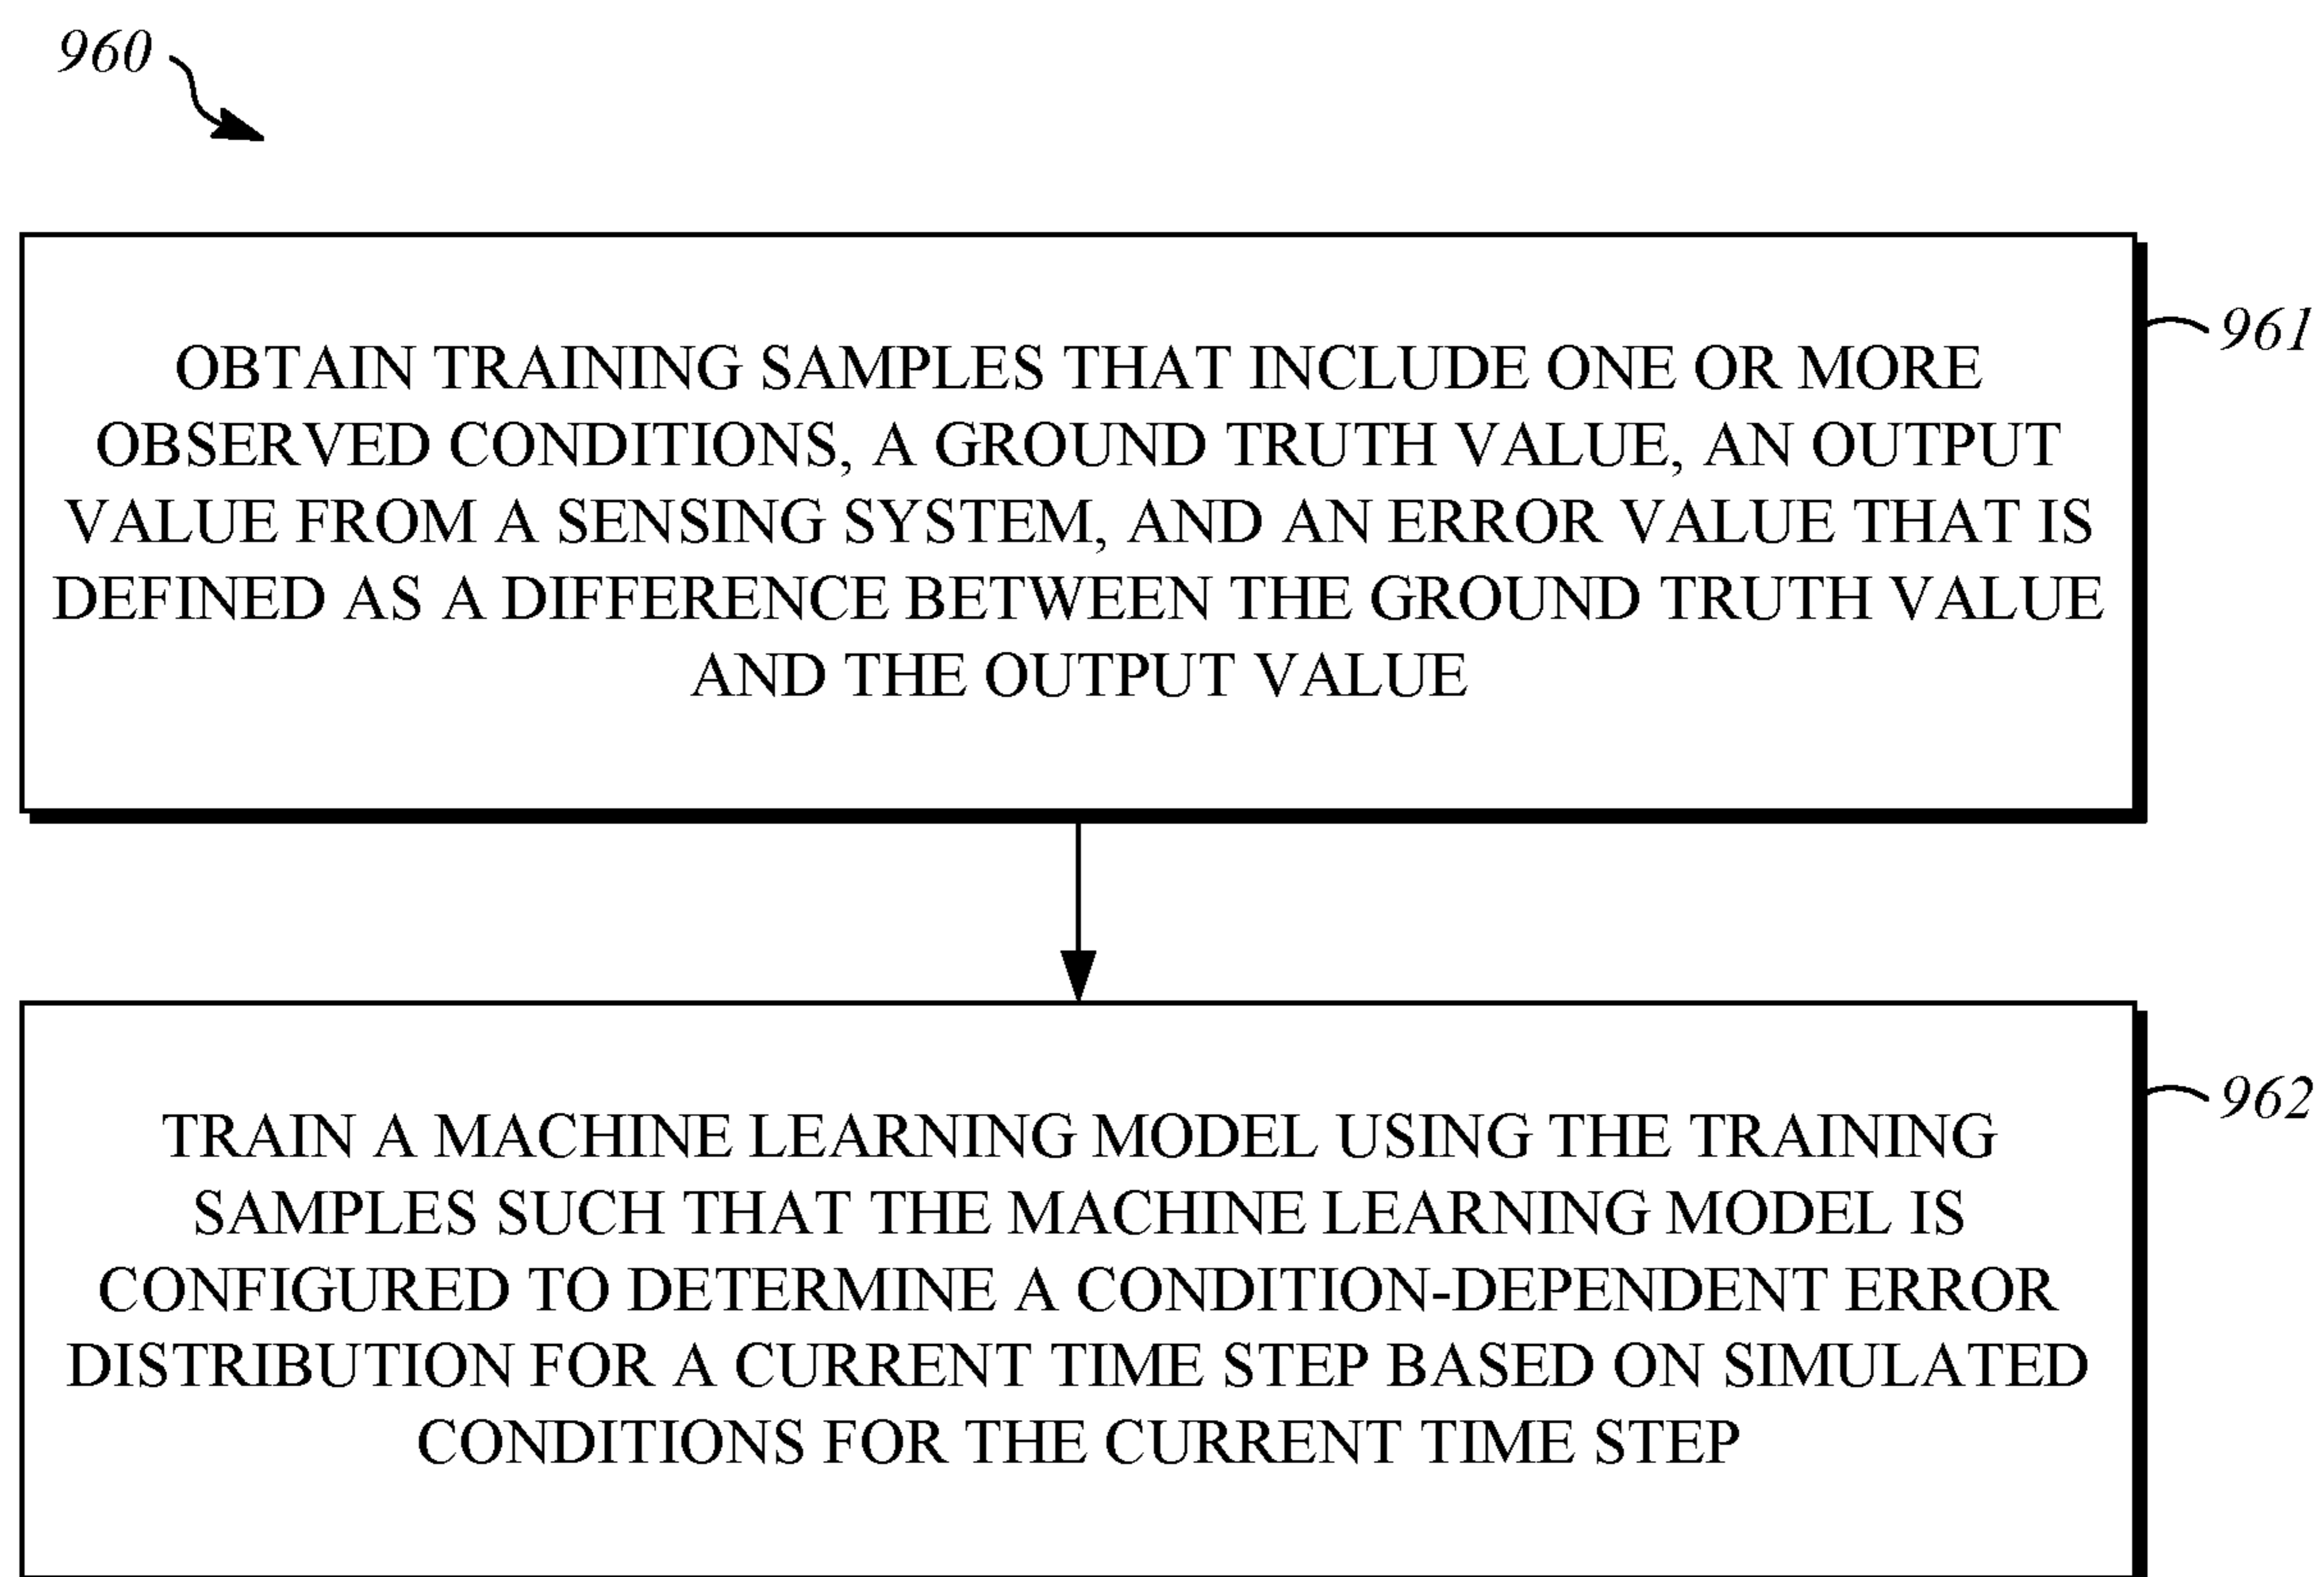 960
OBTAIN TRAINING SAMPLES THAT INCLUDE ONE OR MORE
OBSERVED CONDITIONS, A GROUND TRUTH VALUE, AN OUTPUT
VALUE FROM A SENSING SYSTEM, AND AN ERROR VALUE THAT IS
DEFINED AS A DIFFERENCE BETWEEN THE GROUND TRUTH VALUE
AND THE OUTPUT VALUE
961
TRAIN A MACHINE LEARNING MODEL USING THE TRAINING
SAMPLES SUCH THAT THE MACHINE LEARNING MODEL IS
CONFIGURED TO DETERMINE A CONDITION-DEPENDENT ERROR
DISTRIBUTION FOR A CURRENT TIME STEP BASED ON SIMULATED
CONDITIONS FOR THE CURRENT TIME STEP
962